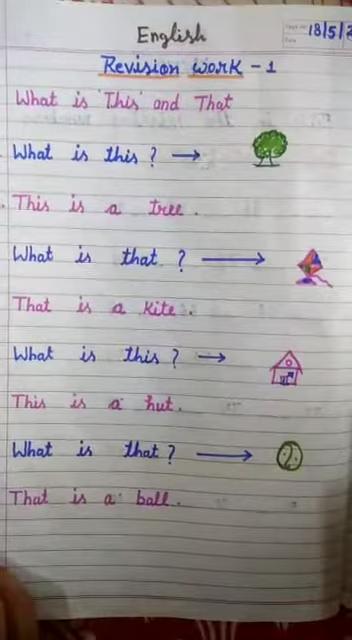 English
18/5/2
Revision work - 1
What is 'This' and That
What is this? →
This is a tree.
What is that? →
That is a kite.
What is this? →
This is a hut.
What is that? →
That is a ball.